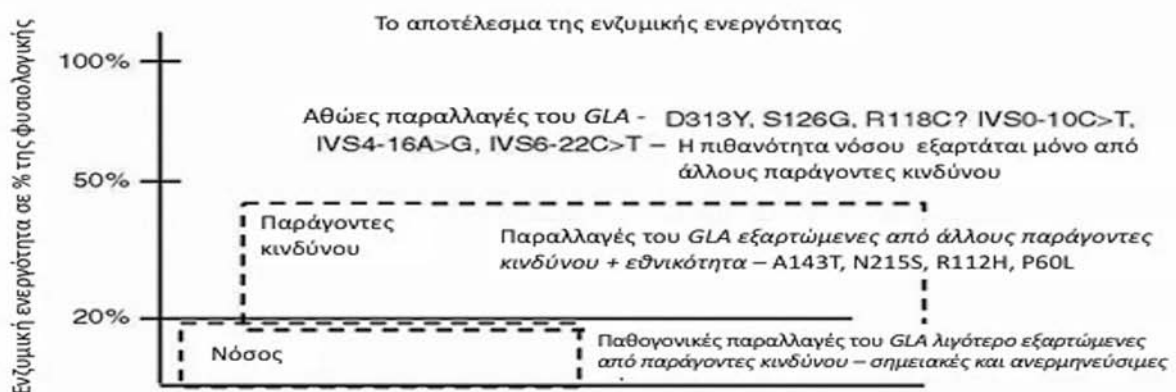 Το αποτέλεσμα της ενζυμικής ενεργότητας
Ενζυμική ενεργότητα σε % της φυσιολογικής
100%
Αθώες παραλλαγές του GLA - D313Y, S126G, R118C? IVS0-10C>T,
IVS4-16A>G, IVS6-22C>T – Η πιθανότητα νόσου εξαρτάται μόνο από
άλλους παράγοντες κινδύνου
50%
Παράγοντες
κινδύνου
Παραλλαγές του GLA εξαρτώμενες από άλλους παράγοντες
κινδύνου + εθνικότητα – A143T, N215S, R112H, P60L
20%
Νόσος
Παθογονικές παραλλαγές του GLA λιγότερο εξαρτώμενες
από παράγοντες κινδύνου – σημειακές και ανερμηνεύσιμες